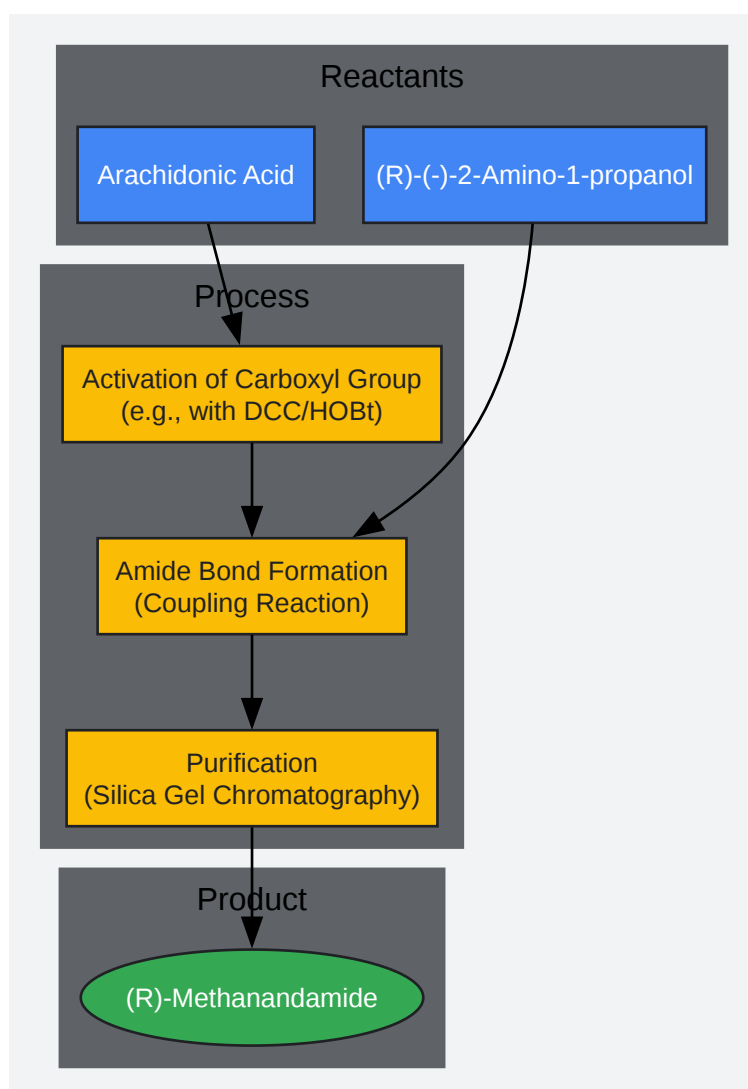 Reactants
Arachidonic Acid
(R)-(-)-2-Amino-1-propanol
Process
Activation of Carboxyl Group
(e.g., with DCC/HOBt)
Amide Bond Formation
(Coupling Reaction)
Purification
(Silica Gel Chromatography)
Product
(R)-Methanandamide